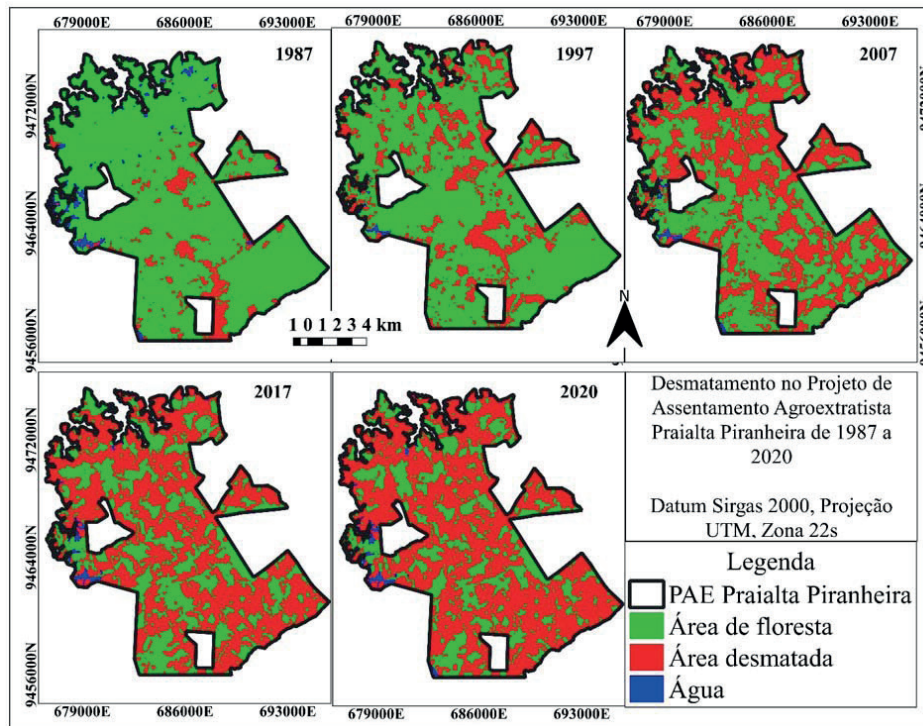 679000E 686000E 693000E 679000E 686000E 693000E 679000E 686000E 693000E
1987
1997
2007
9472000N
9464000N
9456000N
1 0 1 2 3 4 km
N
2017
2020
9472000N
9464000N
9456000N
679000E 686000E 693000E 679000E 686000E 693000E
Desmatamento no Projeto de
Assentamento Agroextratista
Praialta Piranheira de 1987 a
2020
Datum Sirgas 2000, Projeção
UTM, Zona 22s
Legenda
PAE Praialta Piranheira
Área de floresta
Área desmatada
Água